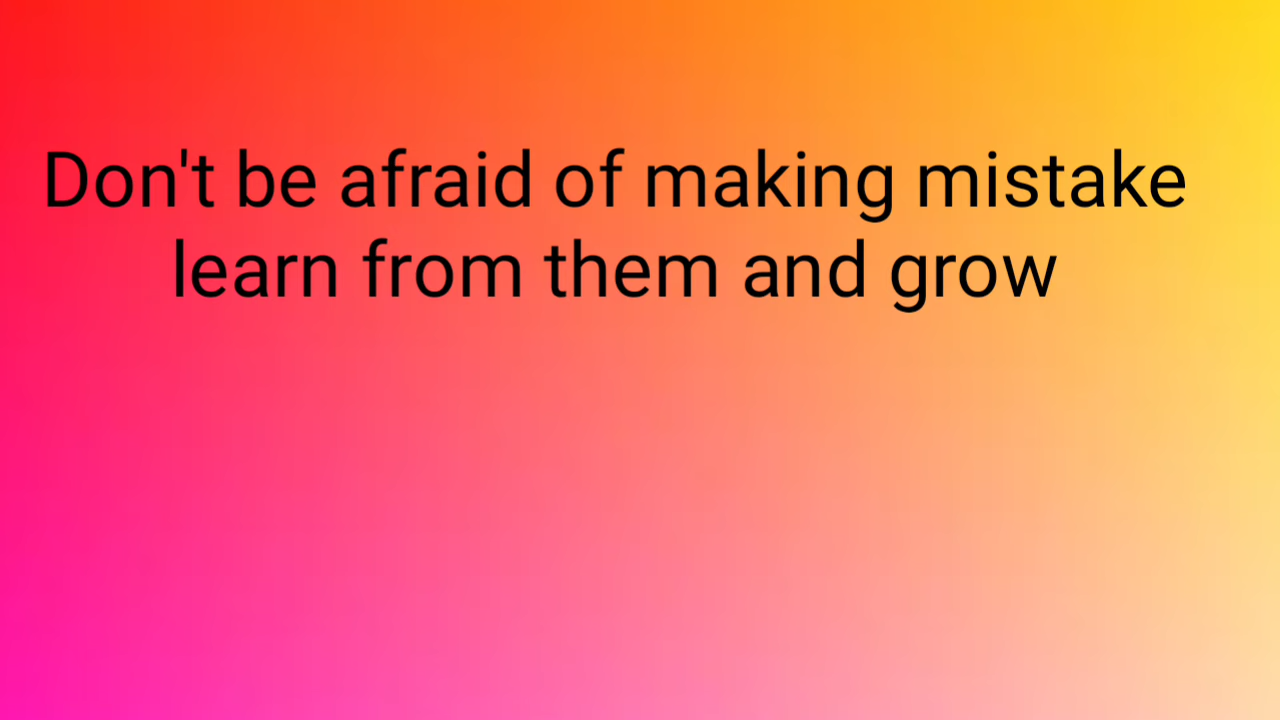 Don't be afraid of making mistake
learn from them and grow